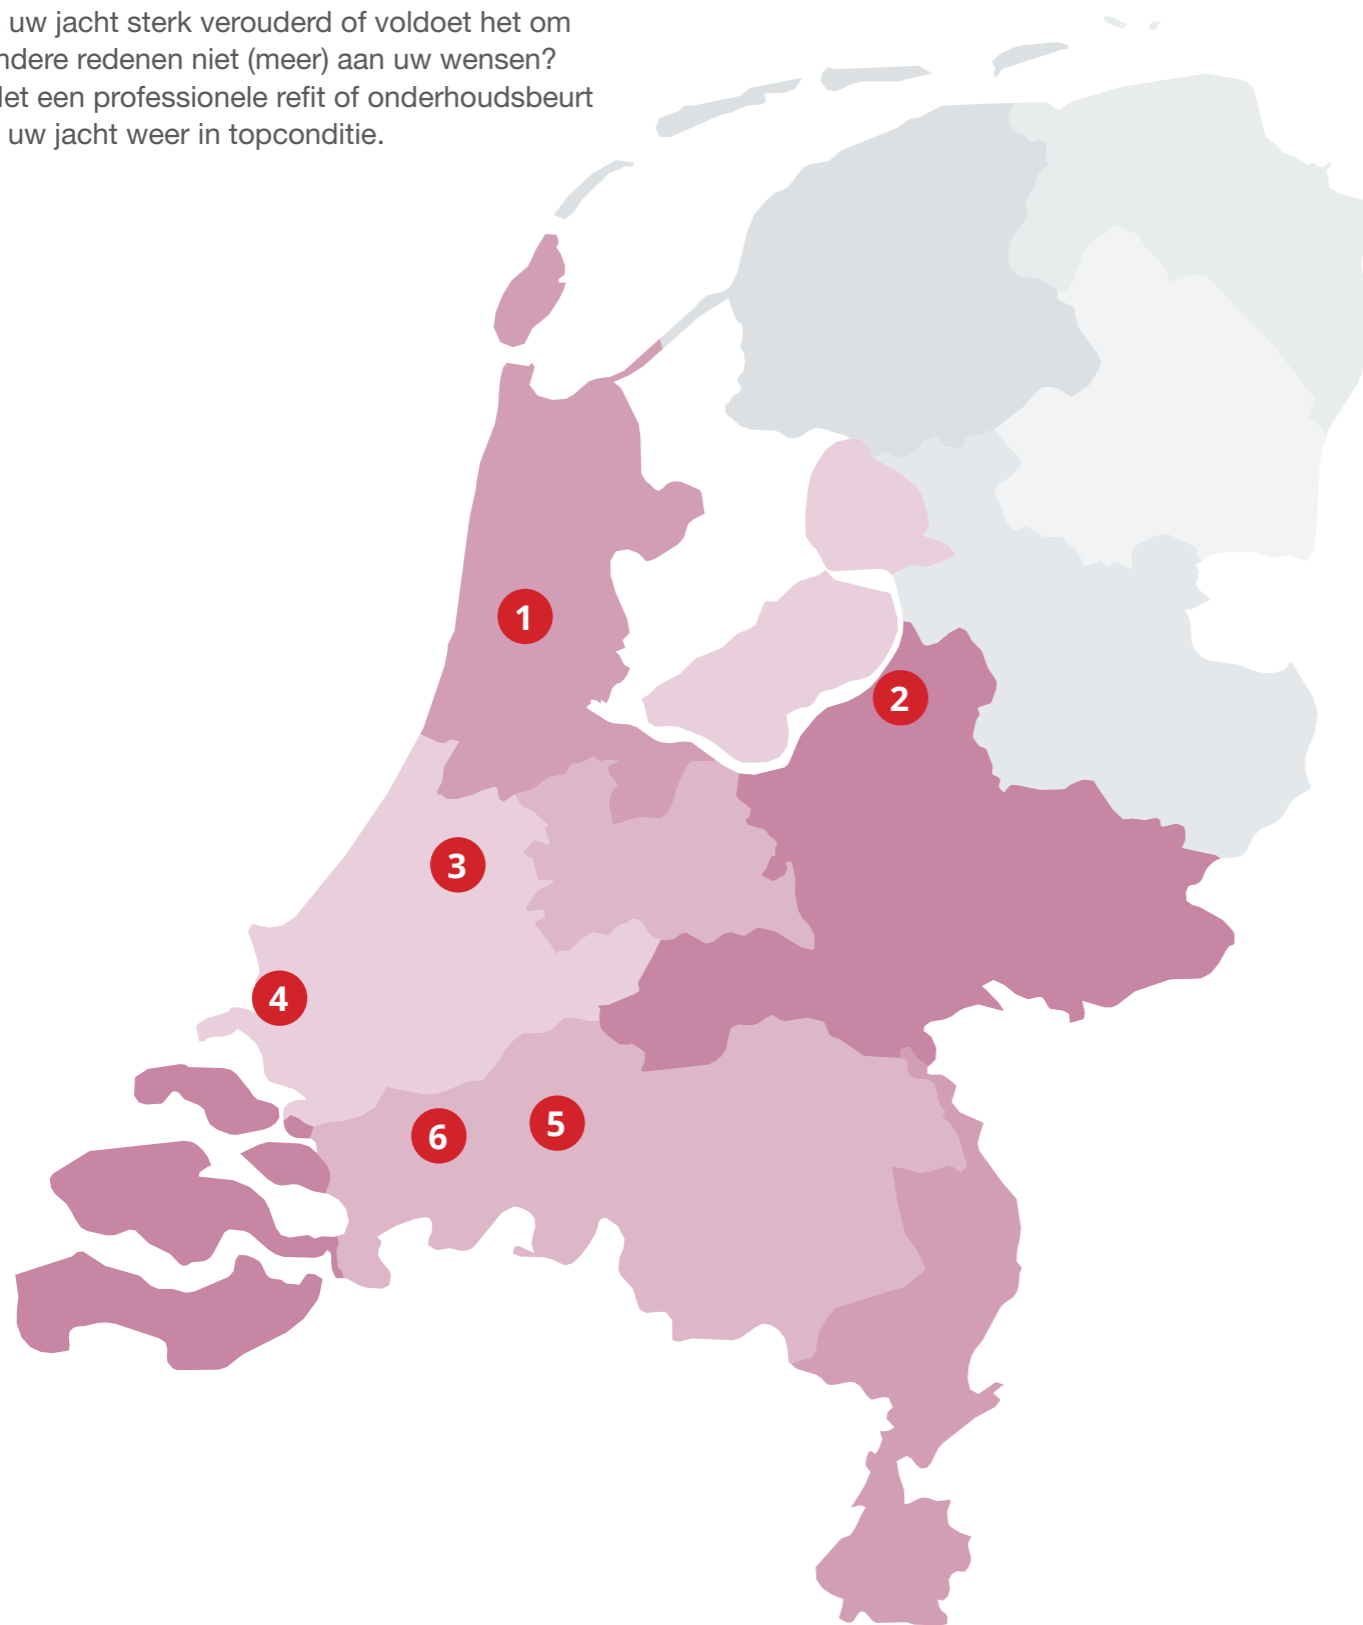 uw jacht sterk verouderd of voldoet het om
ndere redenen niet (meer) aan uw wensen?
et een professionele refit of onderhoudsbeurt
uw jacht weer in topconditie.
1
2
3
4
5
6